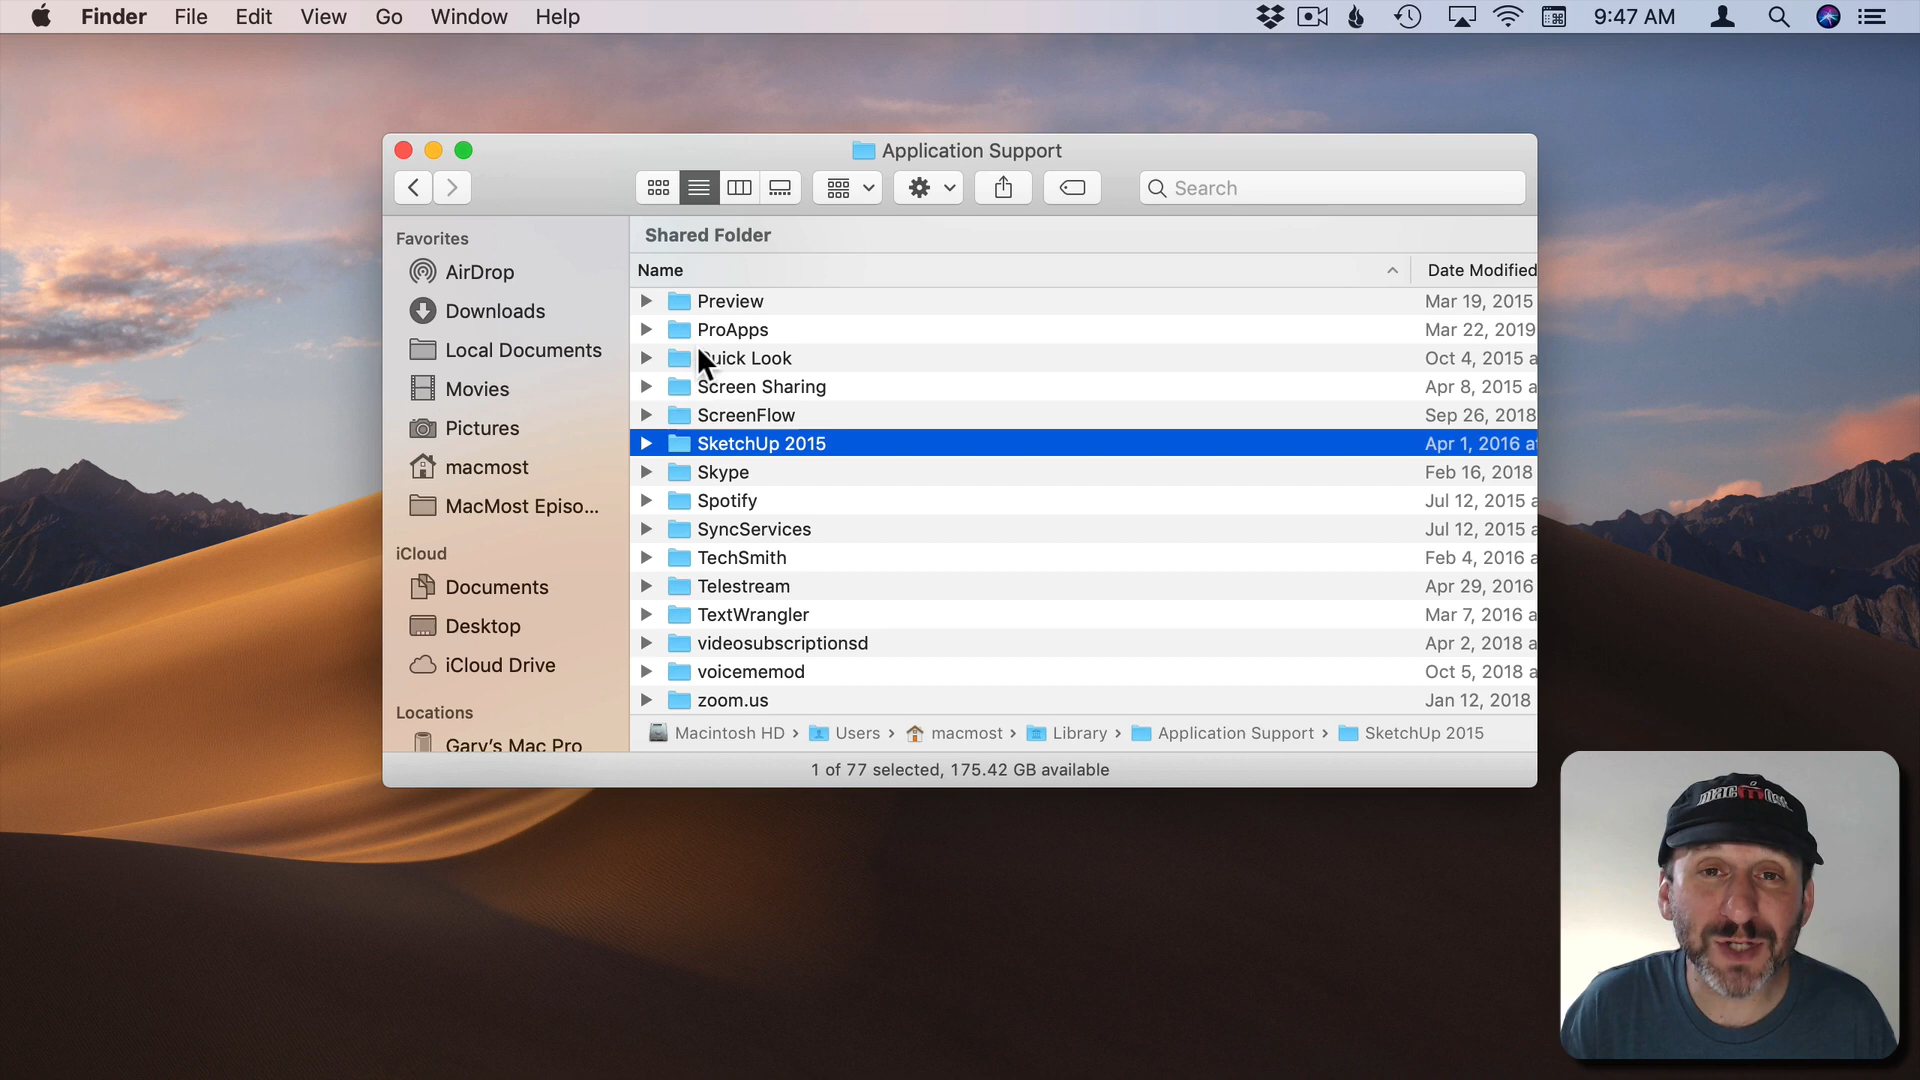 Finder File Edit View Go Window Help 9:47 AM
Application Support
Search
Favorites
AirDrop
Downloads
Local Documents
Movies
Pictures
macmost
MacMost Episo...
iCloud
Documents
Desktop
iCloud Drive
Locations
Gary's Mac Pro
Shared Folder
Name Date Modified
Preview Mar 19, 2015
ProApps Mar 22, 2019
Quick Look Oct 4, 2015 a
Screen Sharing Apr 8, 2015 a
ScreenFlow Sep 26, 2018
SketchUp 2015 Apr 1, 2016 at
Skype Feb 16, 2018
Spotify Jul 12, 2015 a
SyncServices Jul 12, 2015 a
TechSmith Feb 4, 2016 a
Telestream Apr 29, 2016
TextWrangler Mar 7, 2016 a
videosubscriptionsd Apr 2, 2018 a
voicememod Oct 5, 2018 a
zoom.us Jan 12, 2018
Macintosh HD › Users › macmost › Library › Application Support › SketchUp 2015
1 of 77 selected, 175.42 GB available
macmost